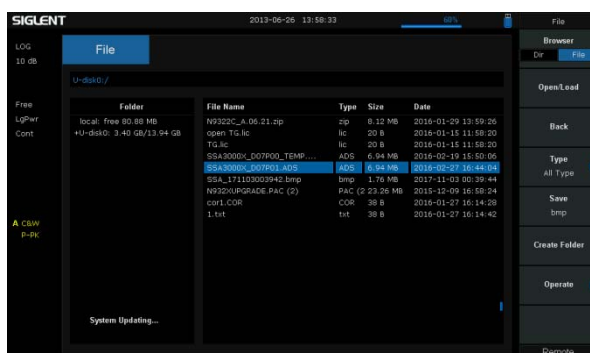 SIGLENT 2013-06-26 13:58:33 68% File
LOG
10 dB
Free
LgPwr
Cont
A C&W
P-PK
File
U-disk0:/
Folder
local: free 80.88 MB
+U-disk0: 3.40 GB/13.94 GB
System Updating...
File Name Type Size Date
N9322C_A.06.21.zip zip 8.12 MB 2016-01-29 13:59:26
open TG.lic lic 20 B 2016-01-15 11:58:20
TG.lic lic 20 B 2016-01-15 11:58:20
SSA3000X_D07P00_TEMP.... ADS 6.94 MB 2016-02-19 15:50:06
SSA3000X_D07P01.ADS ADS 6.94 MB 2016-02-27 16:44:04
SSA_171103003942.bmp bmp 1.76 MB 2017-11-03 00:39:44
N932XUPGRADE.PAC (2) PAC (2 23.26 MB 2015-12-09 16:58:24
cor1.COR COR 38 B 2016-01-27 16:14:28
1.txt txt 38 B 2016-01-27 16:14:42
Browser
Dir File
Open/Load
Back
Type
All Type
Save
bmp
Create Folder
Operate
Remote